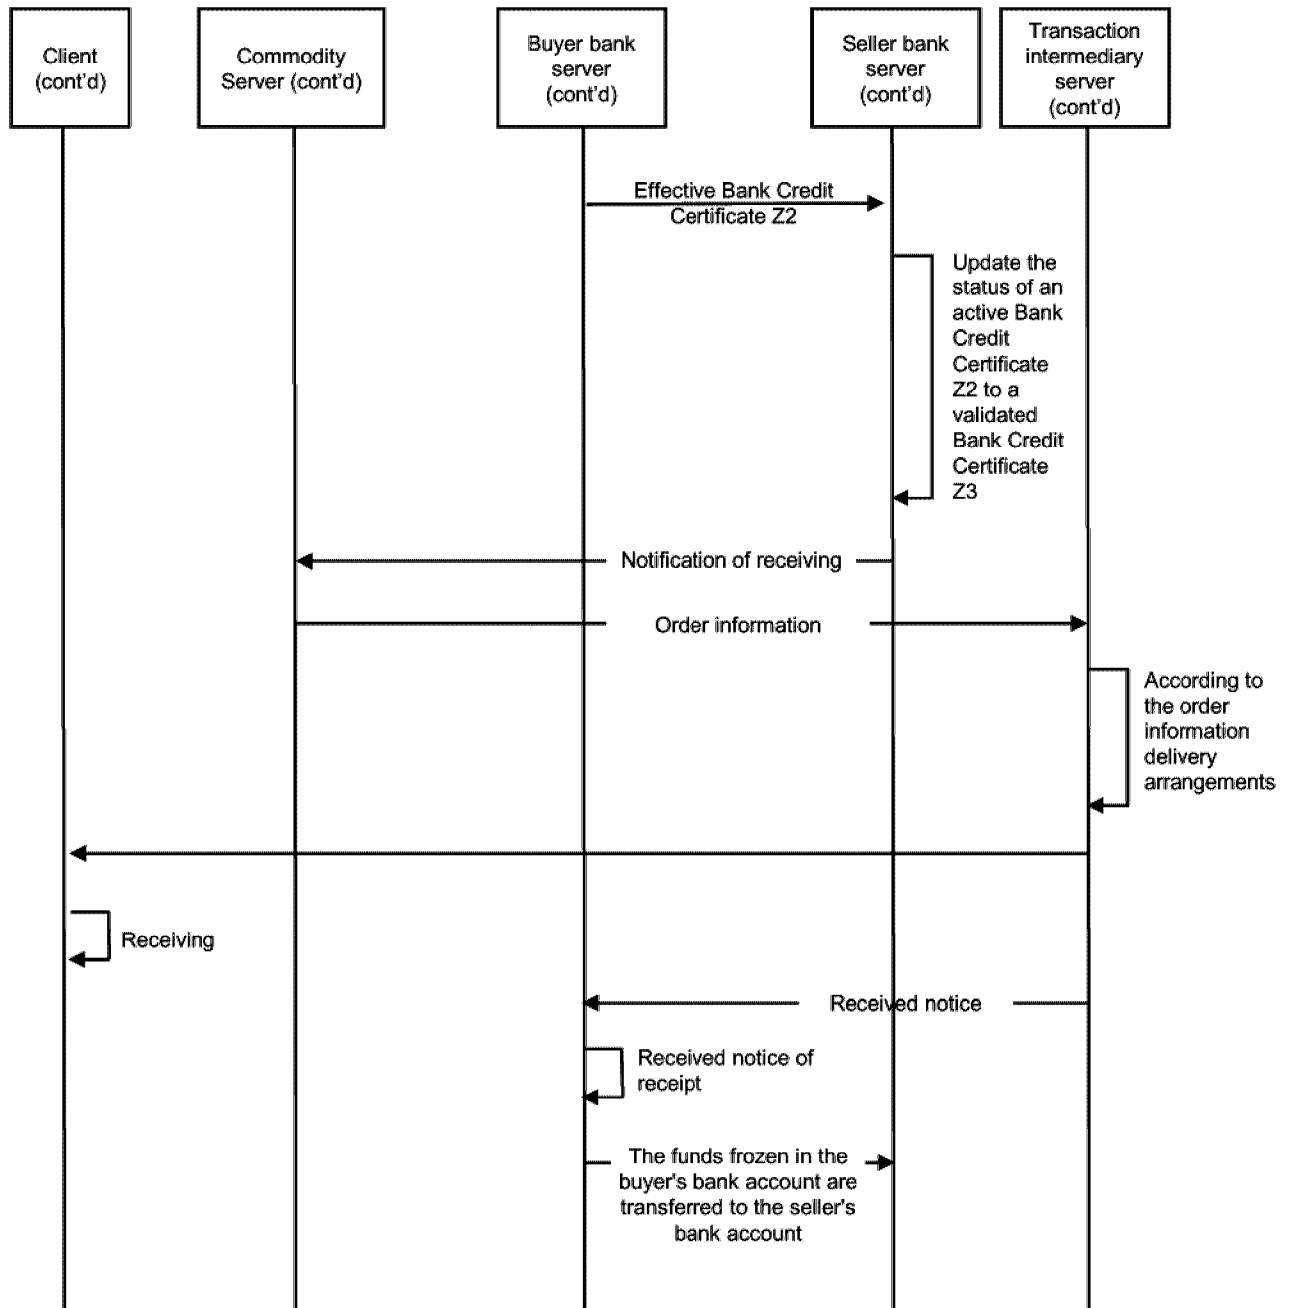 Client
(cont'd)
Commodity
Server (cont'd)
Buyer bank
server
(cont'd)
Seller bank
server
(cont'd)
Transaction
intermediary
server
(cont'd)
Effective Bank Credit
Certificate Z2
Update the
status of an
active Bank
Credit
Certificate
Z2 to a
validated
Bank Credit
Certificate
Z3
Notification of receiving
Order information
According to
the order
information
delivery
arrangements
Receiving
Received notice
Received notice of
receipt
The funds frozen in the
buyer's bank account are
transferred to the seller's
bank account